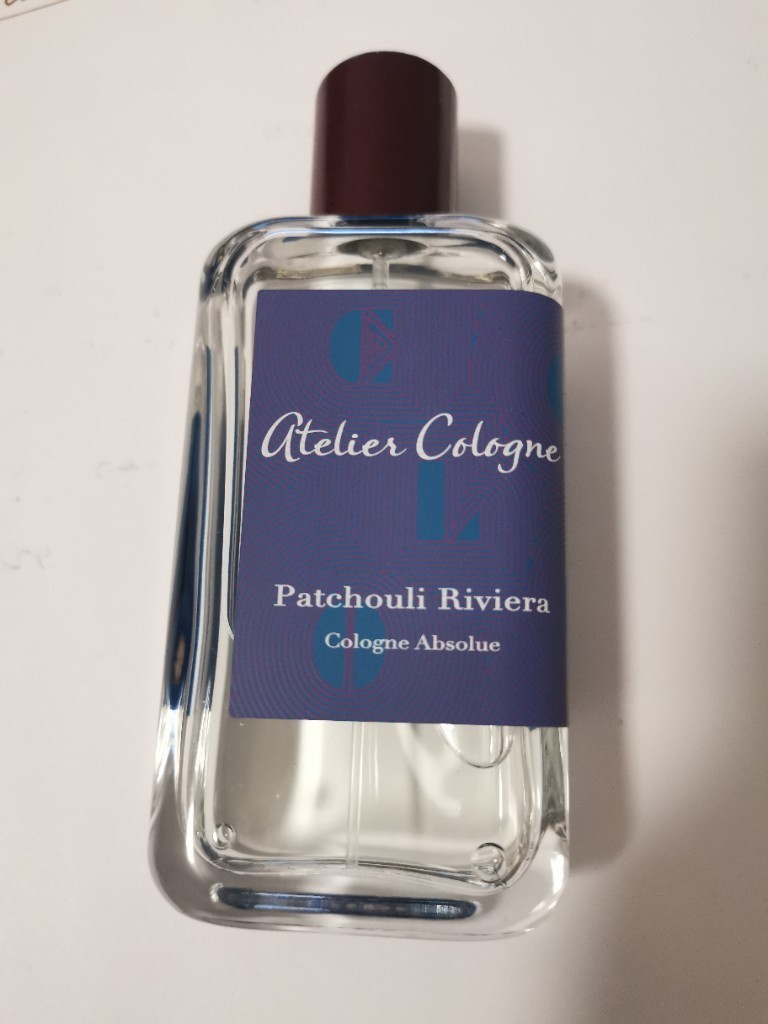 Atelier Cologne
Patchouli Riviera
Cologne Absolue